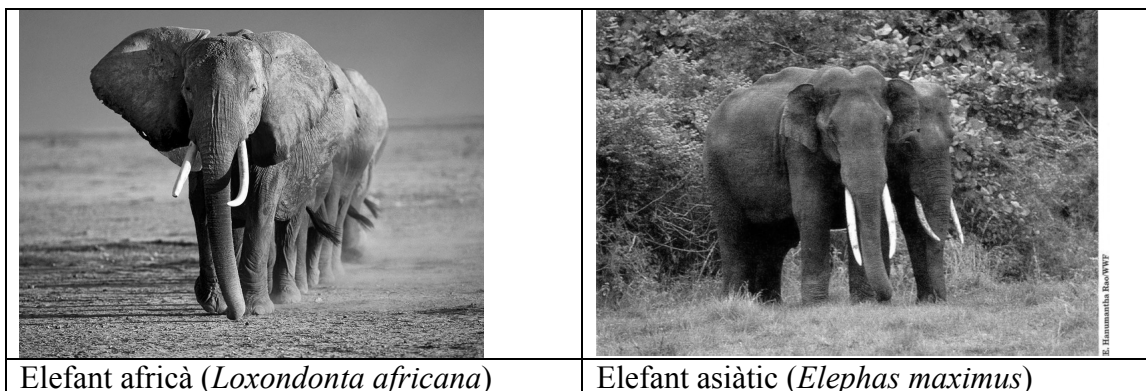 E. Hanumantha Rao/WWF
Elefant africà (Loxondonta africana)
Elefant asiàtic (Elephas maximus)